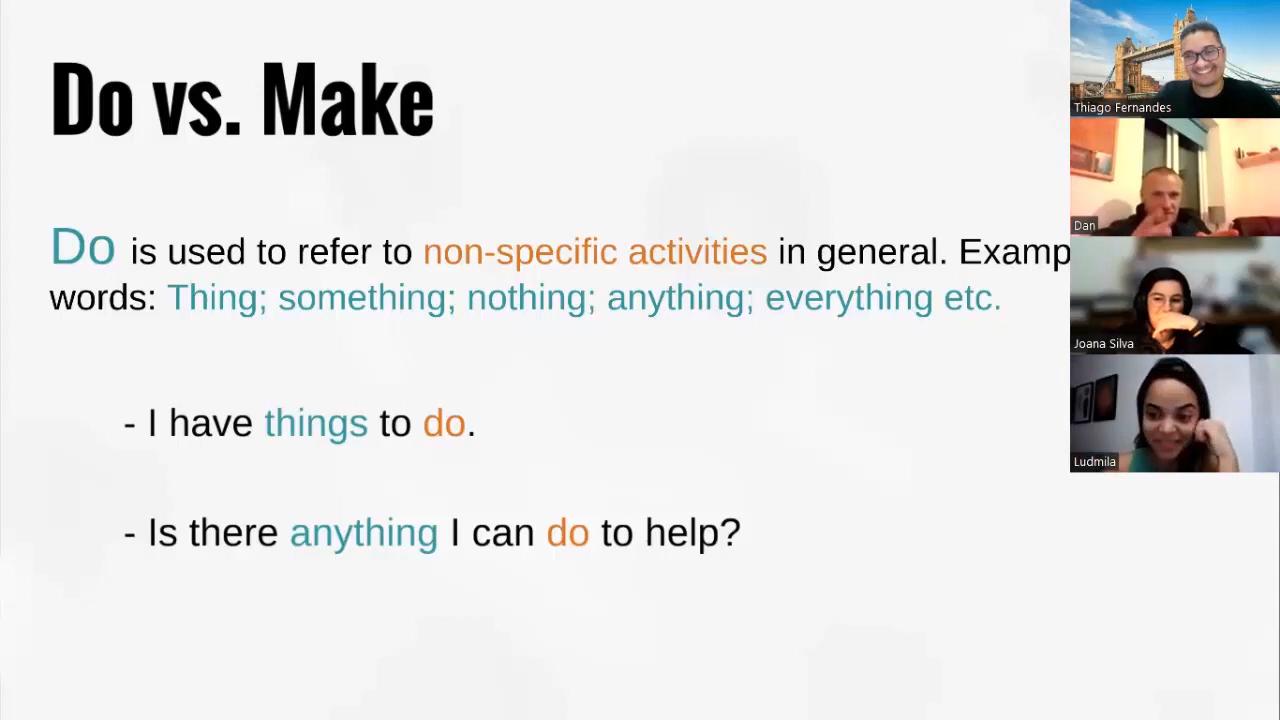 Do vs. Make
Do is used to refer to non-specific activities in general. Examp
words: Thing; something; nothing; anything; everything etc.
- I have things to do.
- Is there anything I can do to help?
Thiago Fernandes
Dan
Joana Silva
Ludmila